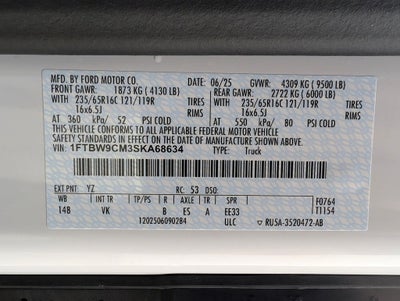 MFD. BY FORD MOTOR CO. 06/25 GVWR: 4309 KG ( 9500 LB)
FRONT GAWR: 1873 KG ( 4130 LB) REAR GAWR: 2722 KG ( 6000 LB)
WITH 235/65R16C 121/119R TIRES WITH 235/65R16C 121/119R TIRES
16x6.5J RIMS 16x6.5J RIMS
AT 360 kPa/ 52 PSI COLD AT 550 kPa/ 80 PSI COLD
THIS VEHICLE CONFORMS TO ALL APPLICABLE FEDERAL MOTOR VEHICLE
SAFETY STANDARDS IN EFFECT ON THE DATE OF MANUFACTURE SHOWN ABOVE.
VIN: 1FTBW9CM3SKA68634 TYPE: Truck
EXT PNT: YZ RC: 53 DSO:
WB INT TR TP/PS R AXLE TR SPR F0764
148 VK B ES A EE33 T1154
1202506090284 ULC RU5A-3520472-AB